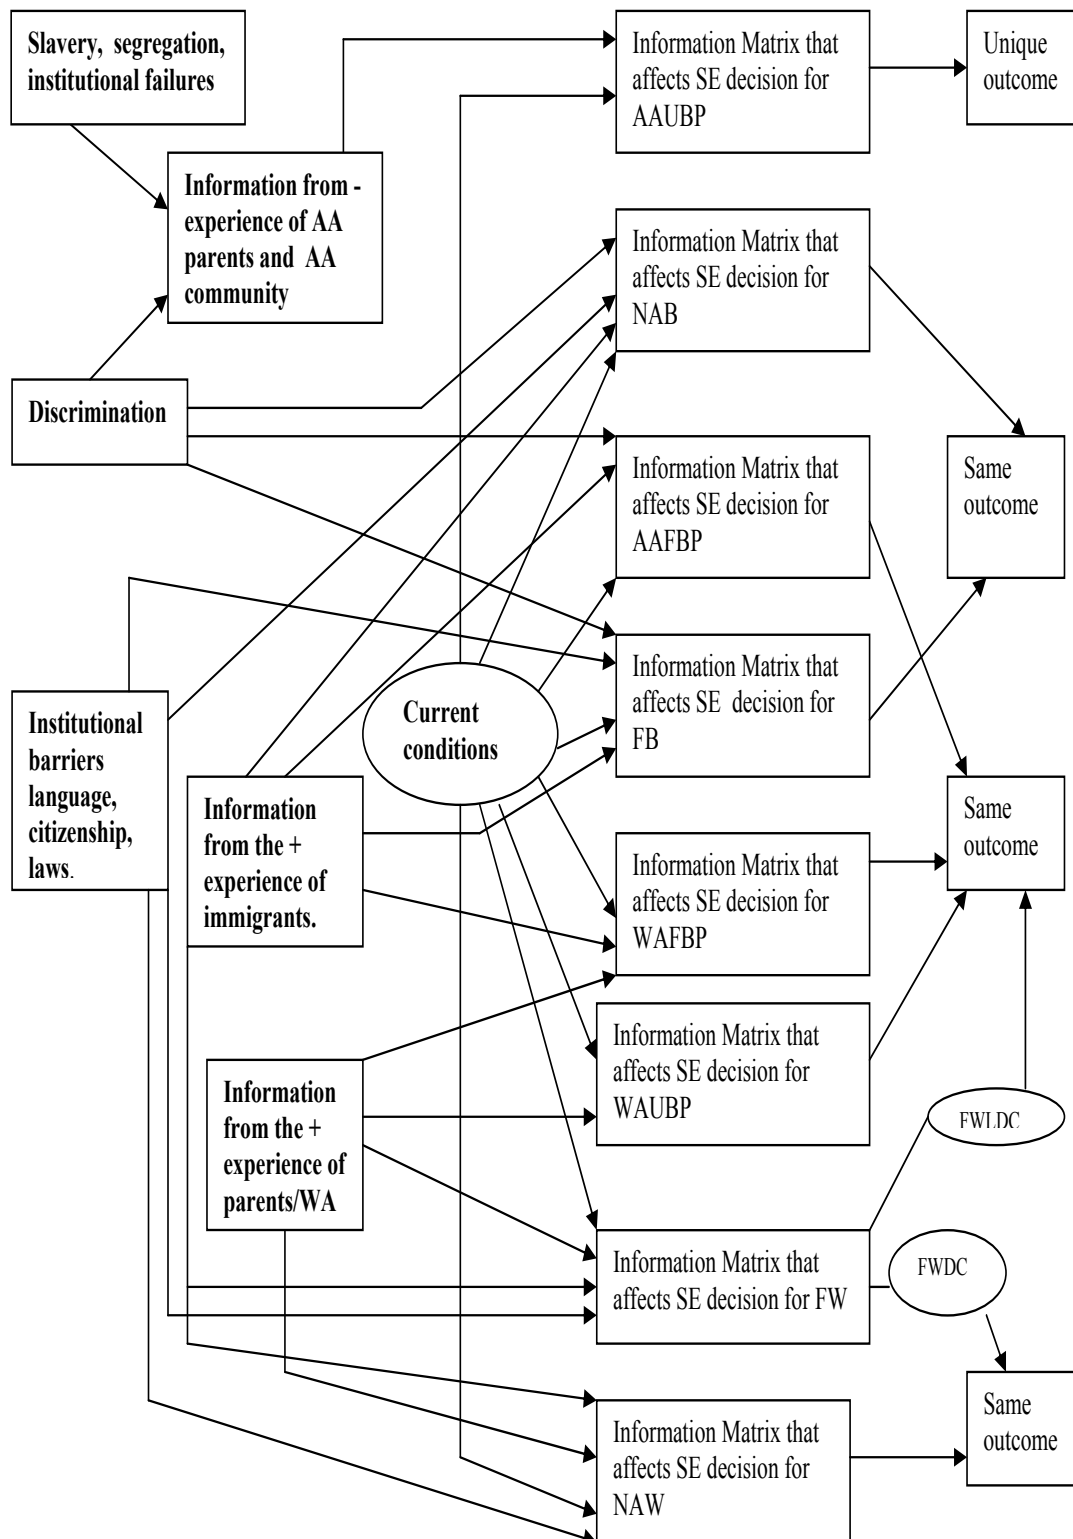 Slavery, segregation,
institutional failures
Information Matrix that
affects SE decision for
AAUBP
Unique
outcome
Information from -
experience of AA
parents and AA
community
Information Matrix that
affects SE decision for
NAB
Discrimination
Information Matrix that
affects SE decision for
AAFBP
Same
outcome
Information Matrix that
affects SE decision for
FB
Current
conditions
Institutional
barriers
language,
citizenship,
laws.
Information
from the +
experience of
immigrants.
Same
outcome
Information Matrix that
affects SE decision for
WAFBP
Information Matrix that
affects SE decision for
WAUBP
Information
from the +
experience of
parents/WA
FWLDC
Information Matrix that
affects SE decision for FW
FWDC
Information Matrix that
affects SE decision for
NAW
Same
outcome